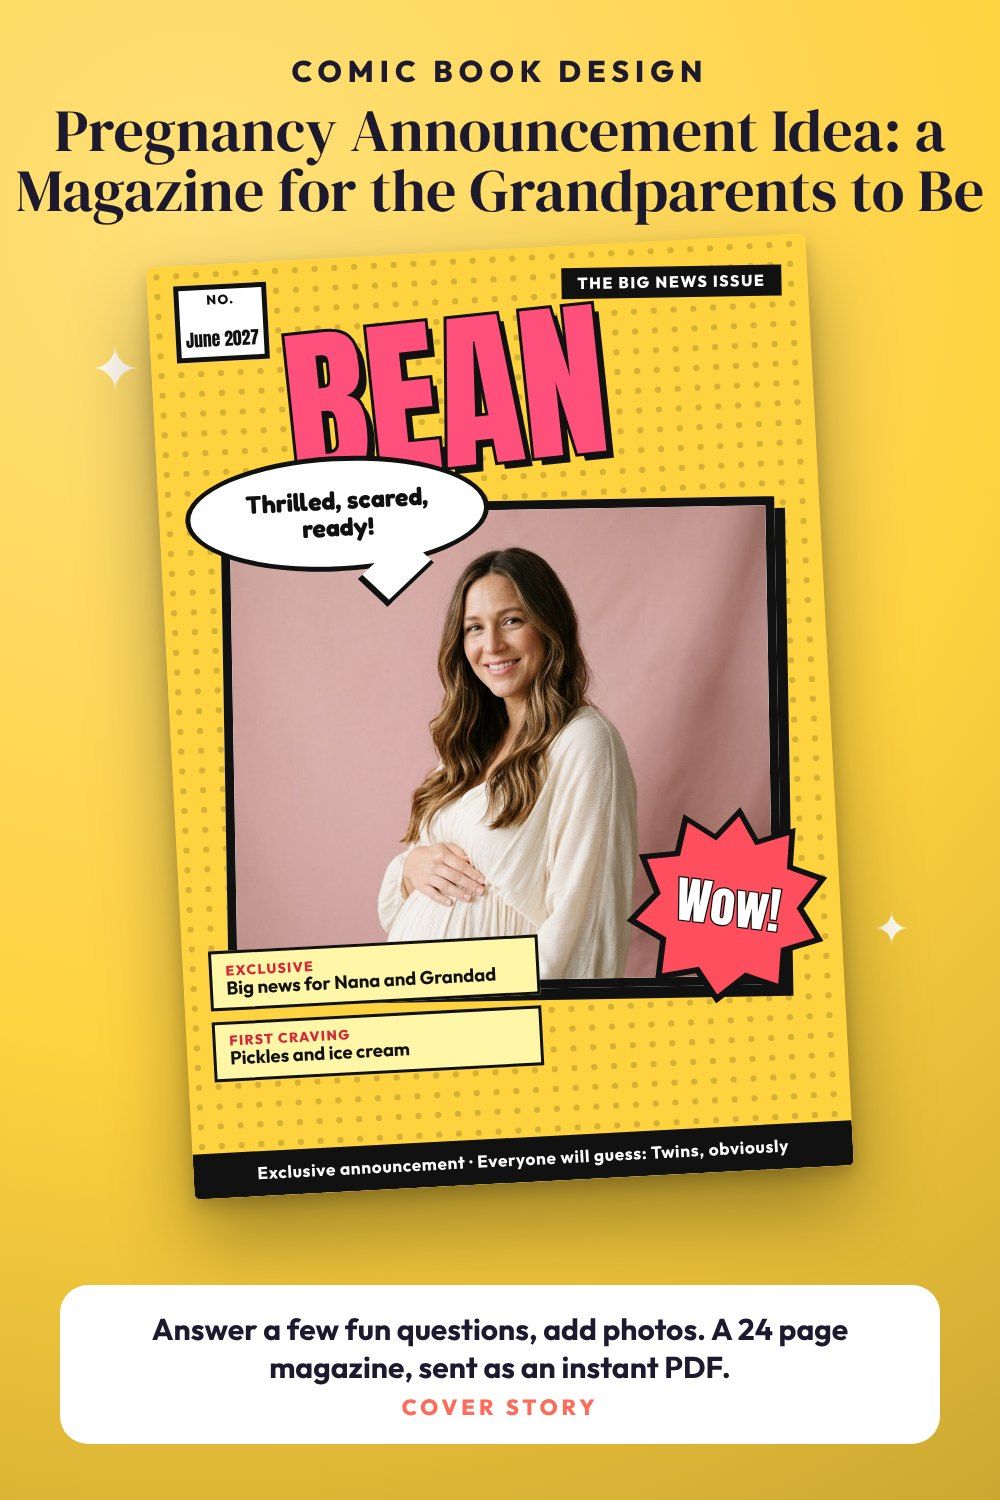 COMIC BOOK DESIGN
Pregnancy Announcement Idea: a
Magazine for the Grandparents to Be
NO.
June 2027
THE BIG NEWS ISSUE
BEAN
Thrilled, scared,
ready!
Wow!
EXCLUSIVE
Big news for Nana and Grandad
FIRST CRAVING
Pickles and ice cream
Exclusive announcement · Everyone will guess: Twins, obviously
Answer a few fun questions, add photos. A 24 page
magazine, sent as an instant PDF.
COVER STORY